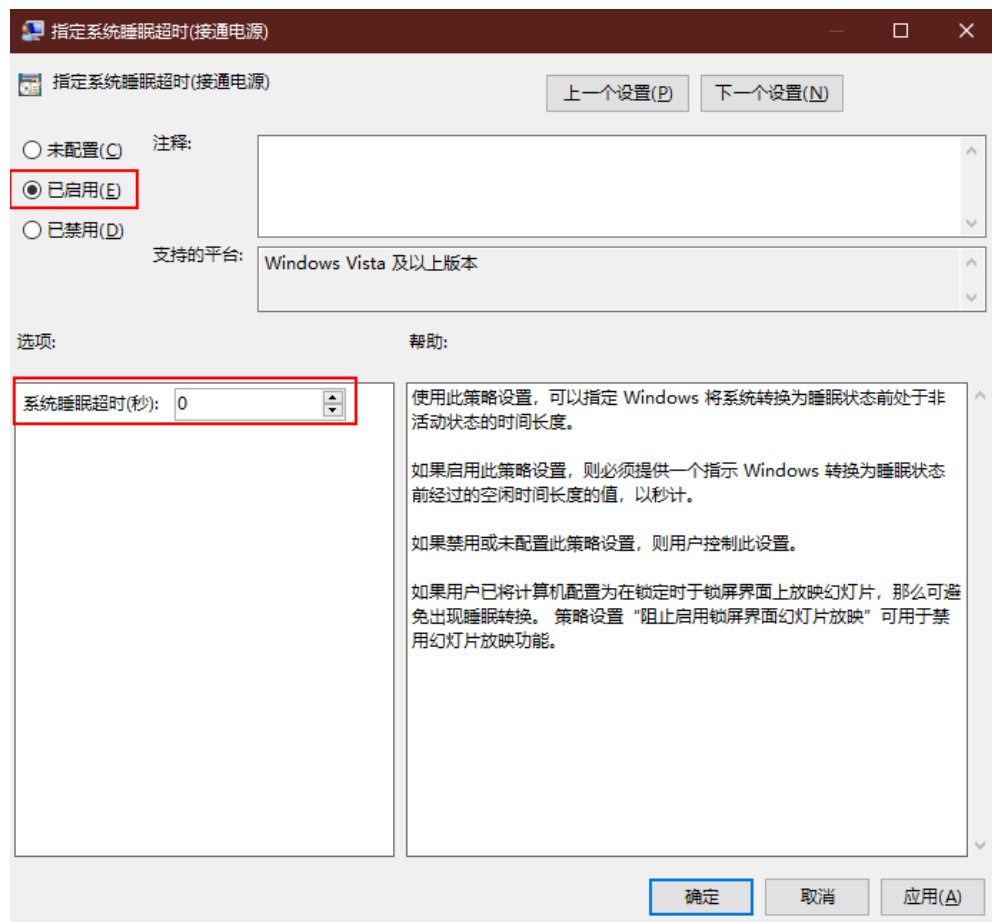 指定系统睡眠超时(接通电源)
指定系统睡眠超时(接通电源)
上一个设置(P)
下一个设置(N)
未配置(C)
注释:
已启用(E)
已禁用(D)
支持的平台:
Windows Vista 及以上版本
选项:
帮助:
系统睡眠超时(秒):
0
使用此策略设置，可以指定 Windows 将系统转换为睡眠状态前处于非
活动状态的时间长度。
如果启用此策略设置，则必须提供一个指示 Windows 转换为睡眠状态
前经过的空闲时间长度的值，以秒计。
如果禁用或未配置此策略设置，则用户控制此设置。
如果用户已将计算机配置为在锁定时于锁屏界面上放映幻灯片，那么可避
免出现睡眠转换。 策略设置“阻止启用锁屏界面幻灯片放映”可用于禁
用幻灯片放映功能。
确定
取消
应用(A)